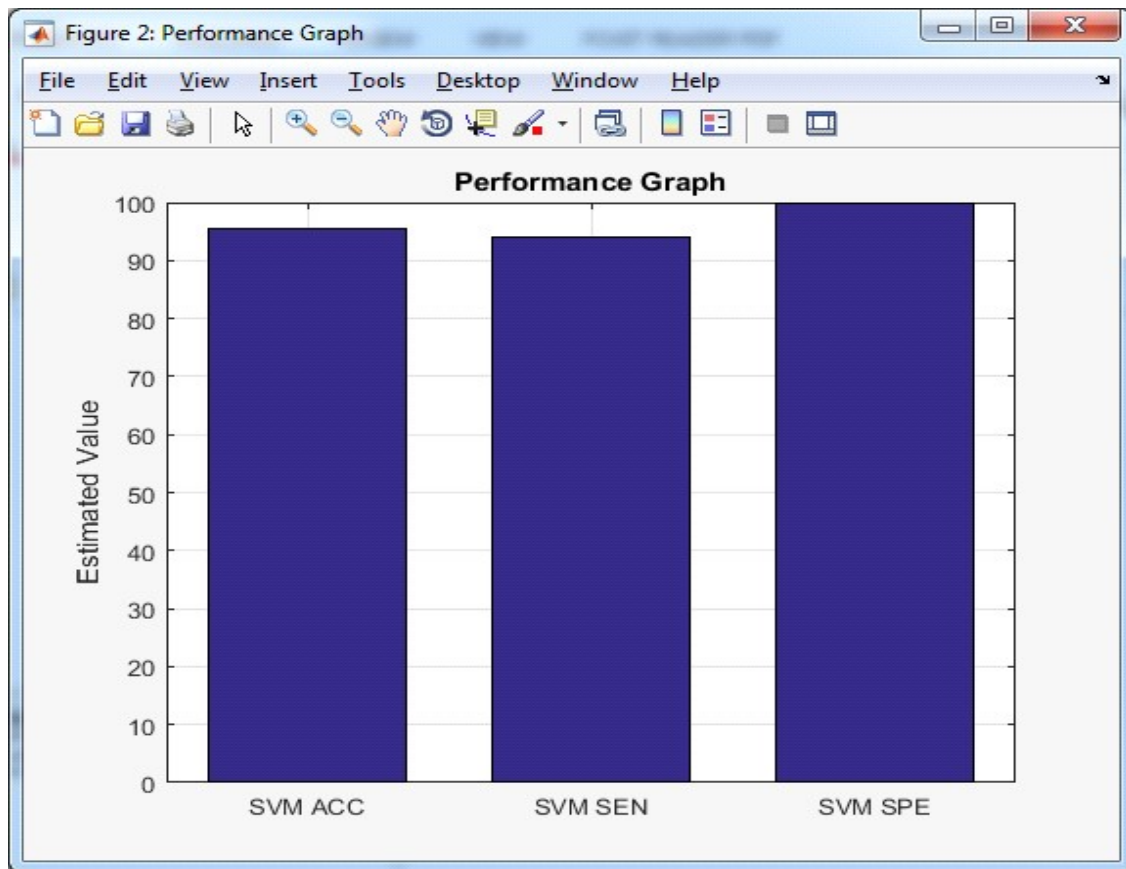 Figure 2: Performance Graph
File Edit View Insert Tools Desktop Window Help
Performance Graph
100
90
80
70
60
50
40
30
20
10
0
Estimated Value
SVM ACC SVM SEN SVM SPE